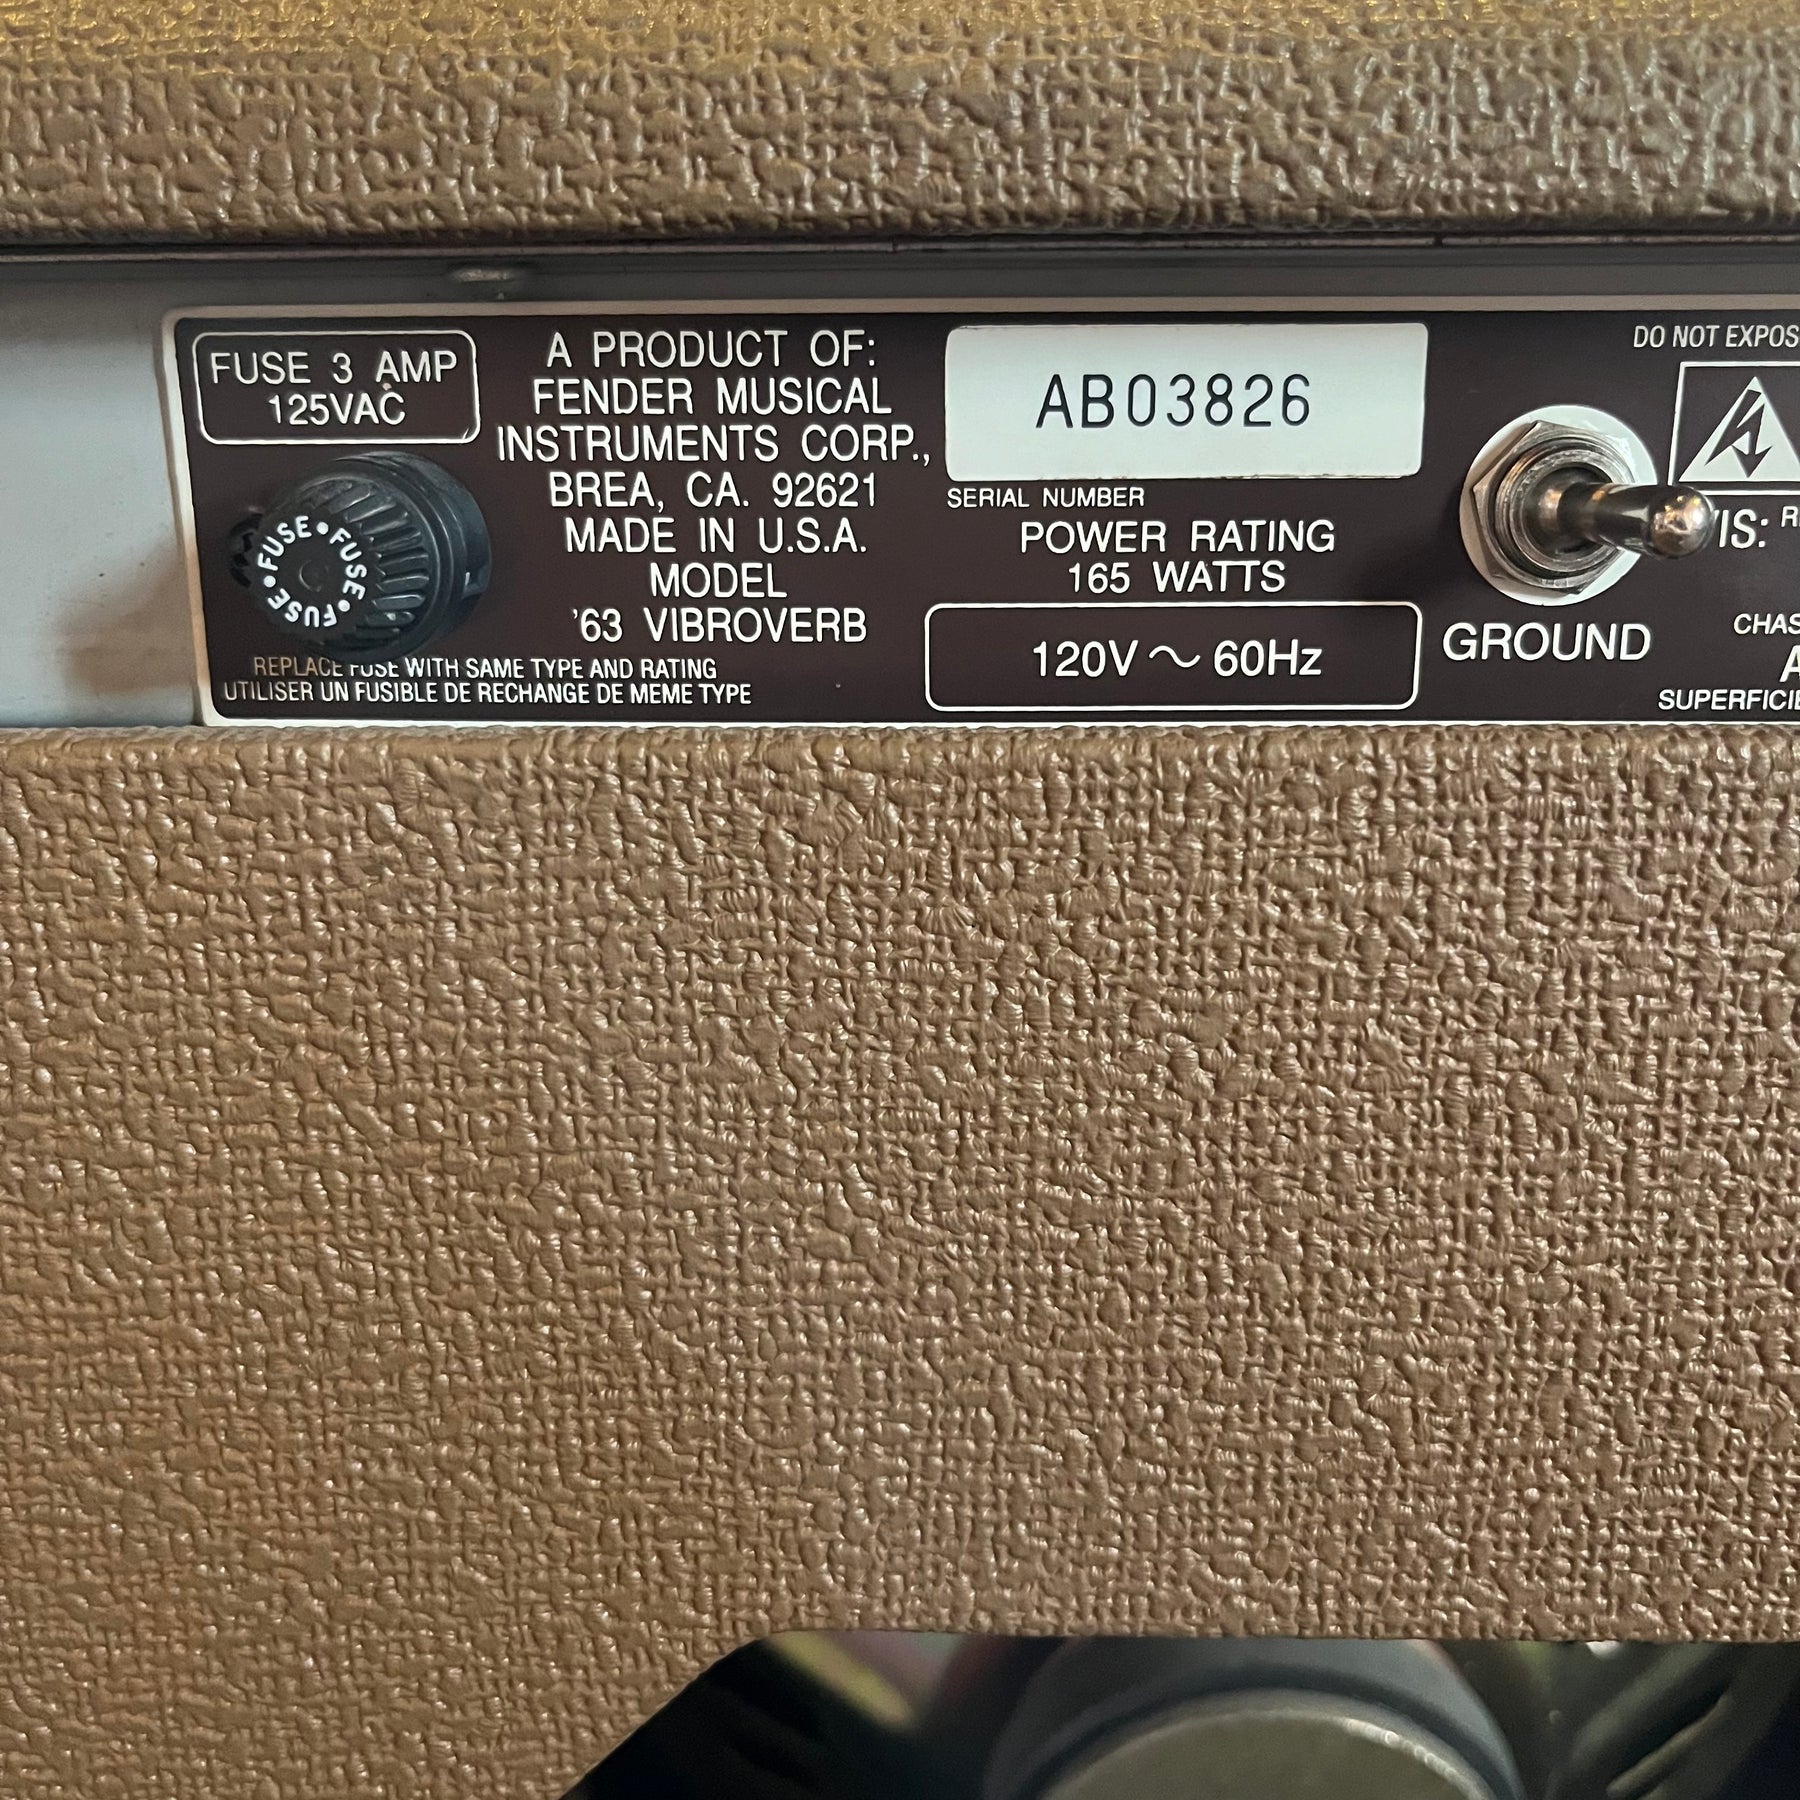 FUSE 3 AMP
125VAC
FUSE•FUSE•FUSE•FUSE•
A PRODUCT OF:
FENDER MUSICAL
INSTRUMENTS CORP.,
BREA, CA. 92621
MADE IN U.S.A.
MODEL
'63 VIBROVERB
REPLACE FUSE WITH SAME TYPE AND RATING
UTILISER UN FUSIBLE DE RECHANGE DE MEME TYPE
AB03826
SERIAL NUMBER
POWER RATING
165 WATTS
120V ~ 60Hz
GROUND
DO NOT EXPOS
IS:
CHAS
SUPERFICIE